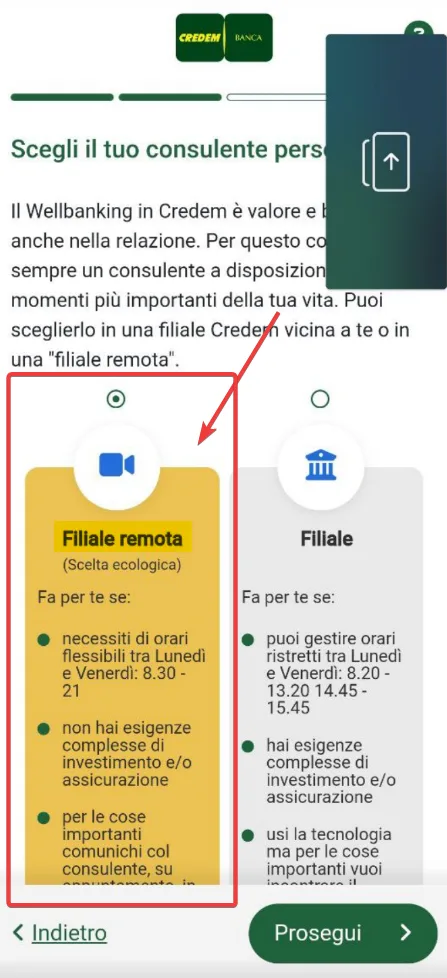 CREDEM BANCA
?
Scegli il tuo consulente
Il Wellbanking in Credem è valore e
anche nella relazione. Per questo
sempre un consulente a
momenti più importanti della tua vita. Puoi
sceglierlo in una filiale Credem vicina a te o in
una "filiale remota".
Filiale remota
(Scelta ecologica)
Fa per te se:
necessiti di orari
flessibili tra Lunedì
e Venerdì: 8.30 -
21
non hai esigenze
complesse di
investimento e/o
assicurazione
per le cose
importanti
comunichi col
consulente, su
appuntamento, in
Filiale
Fa per te se:
puoi gestire orari
ristretti tra Lunedì
e Venerdì: 8.20 -
13.20 14.45 -
15.45
hai esigenze
complesse di
investimento e/o
assicurazione
usi la tecnologia
ma per le cose
importanti vuoi
incontrare il
Indietro
Prosegui